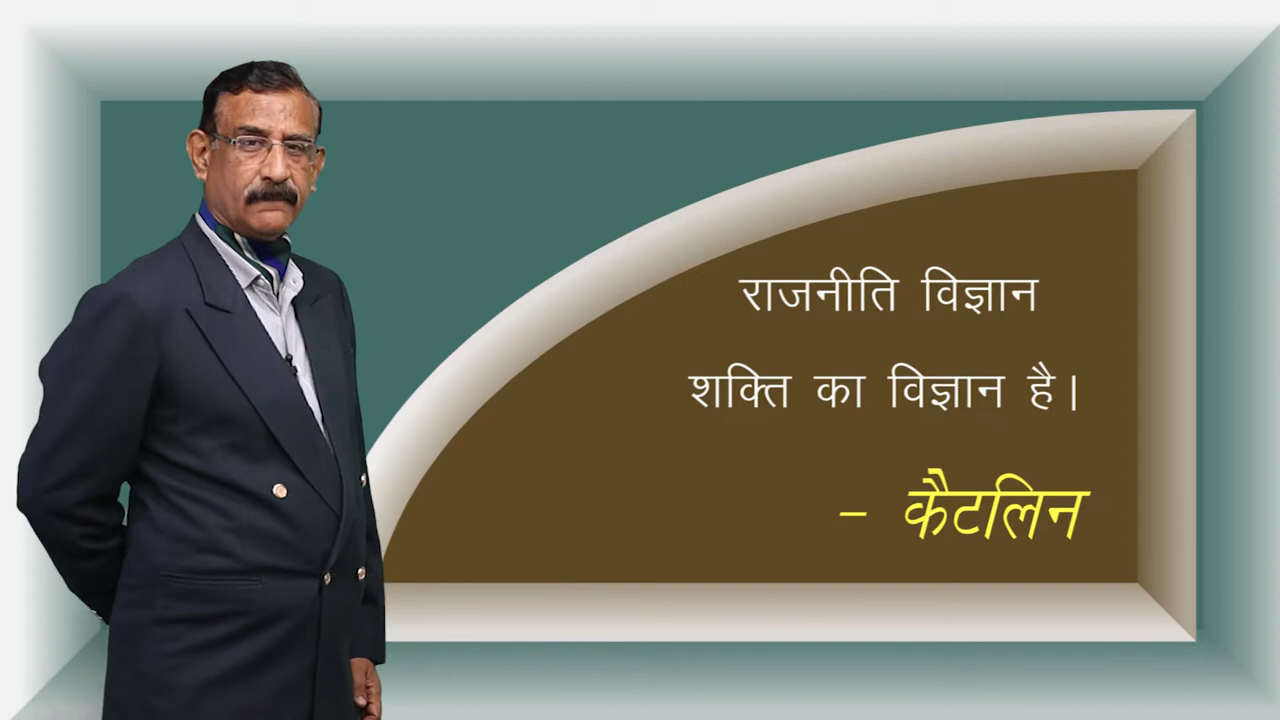 राजनीति विज्ञान
शक्ति का विज्ञान है।
– कैटलिन